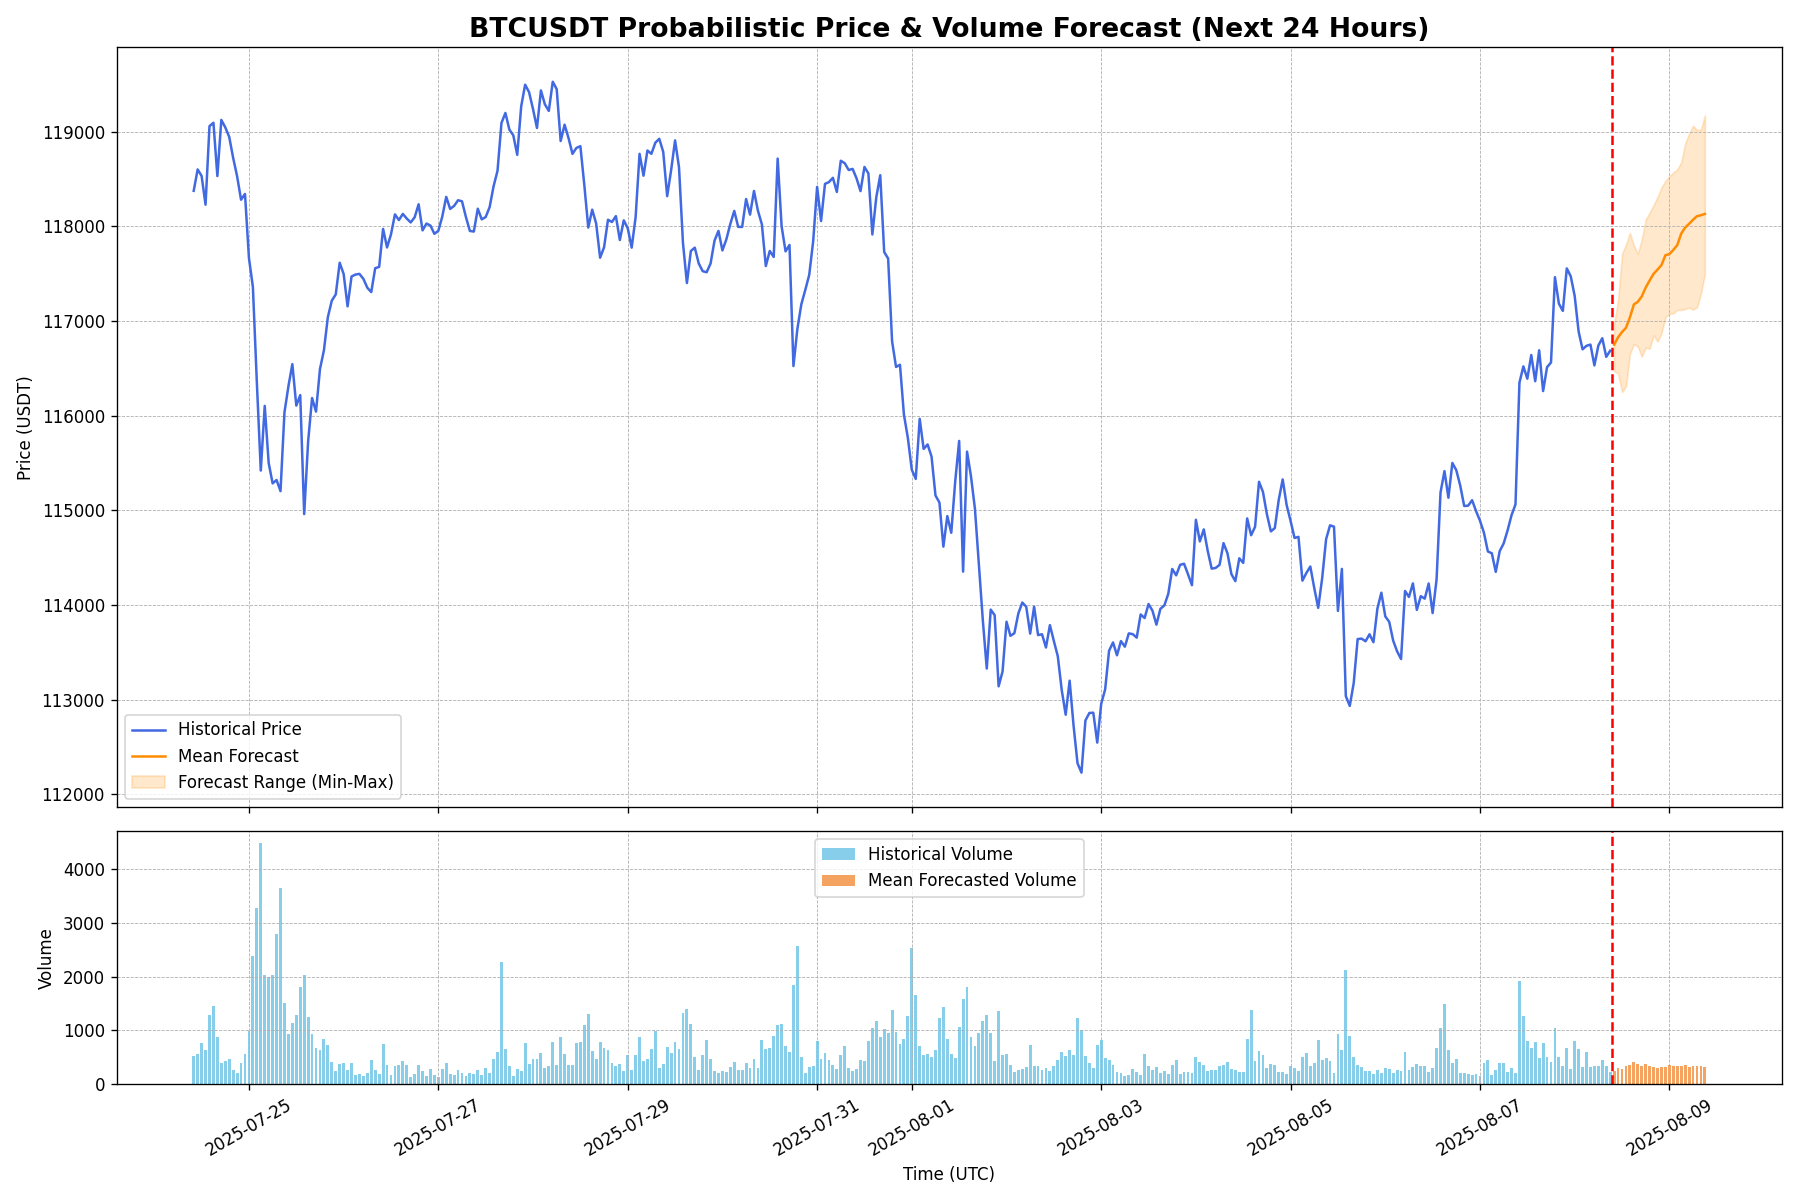 BTCUSDT Probabilistic Price & Volume Forecast (Next 24 Hours)
Price (USDT)
119000
118000
117000
116000
115000
114000
113000
112000
Historical Price
Mean Forecast
Forecast Range (Min-Max)
Volume
4000
3000
2000
1000
0
Historical Volume
Mean Forecasted Volume
2025-07-25
2025-07-27
2025-07-29
2025-07-31
2025-08-01
2025-08-03
2025-08-05
2025-08-07
2025-08-09
Time (UTC)